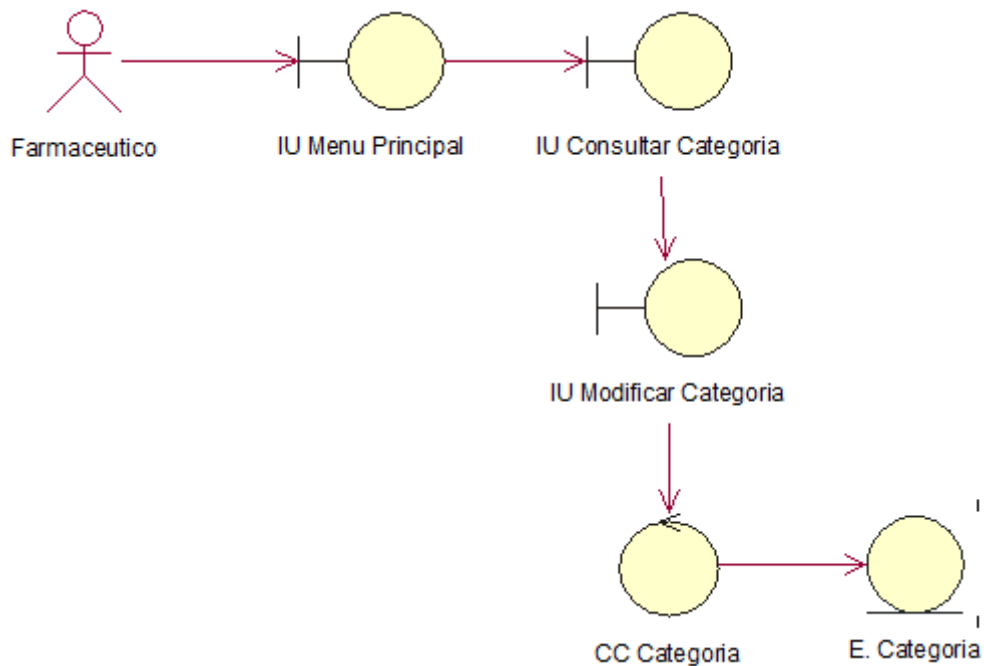 Farmaceutico
IU Menu Principal
IU Consultar Categoria
IU Modificar Categoria
CC Categoria
E. Categoria